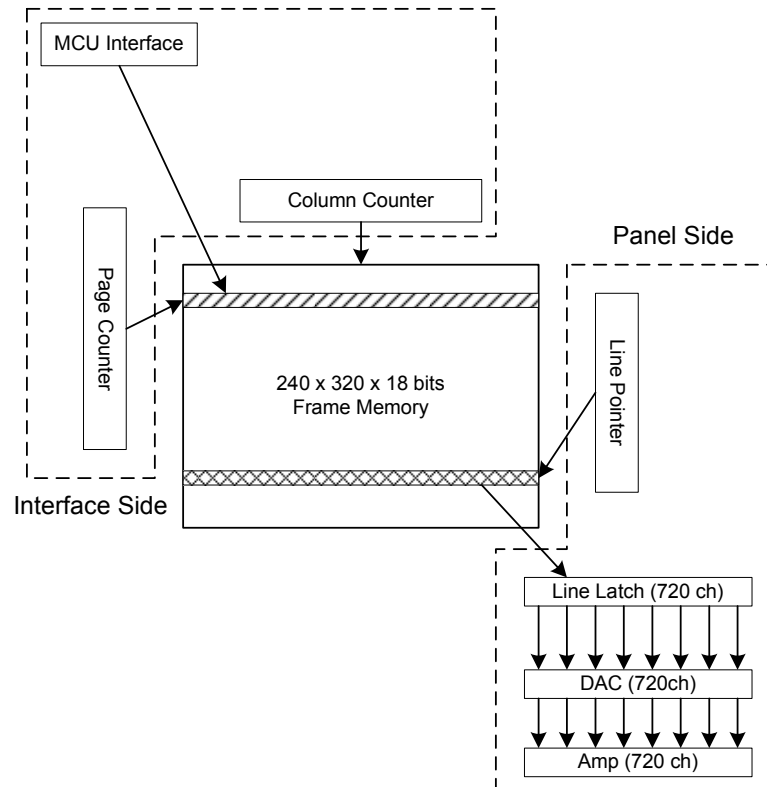 MCU Interface
Column Counter
Panel Side
Page Counter
Line Pointer
240 x 320 x 18 bits
Frame Memory
Interface Side
Line Latch (720 ch)
DAC (720ch)
Amp (720 ch)